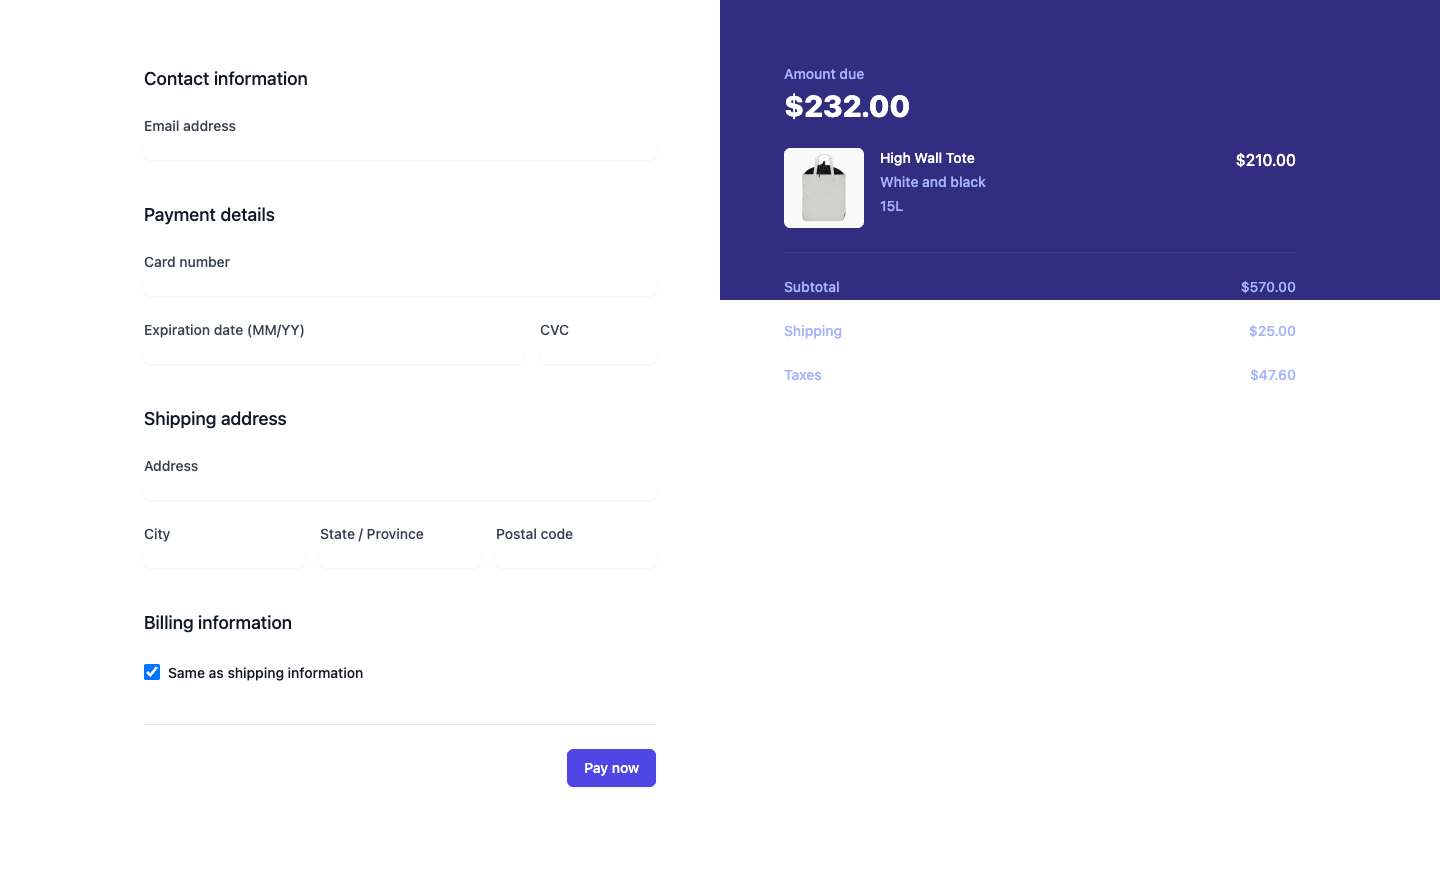 Contact information
Email address
Payment details
Card number
Expiration date (MM/YY) CVC
Shipping address
Address
City State / Province Postal code
Billing information
Same as shipping information
Pay now
Amount due
$232.00
High Wall Tote $210.00
White and black
15L
Subtotal $570.00
Shipping $25.00
Taxes $47.60